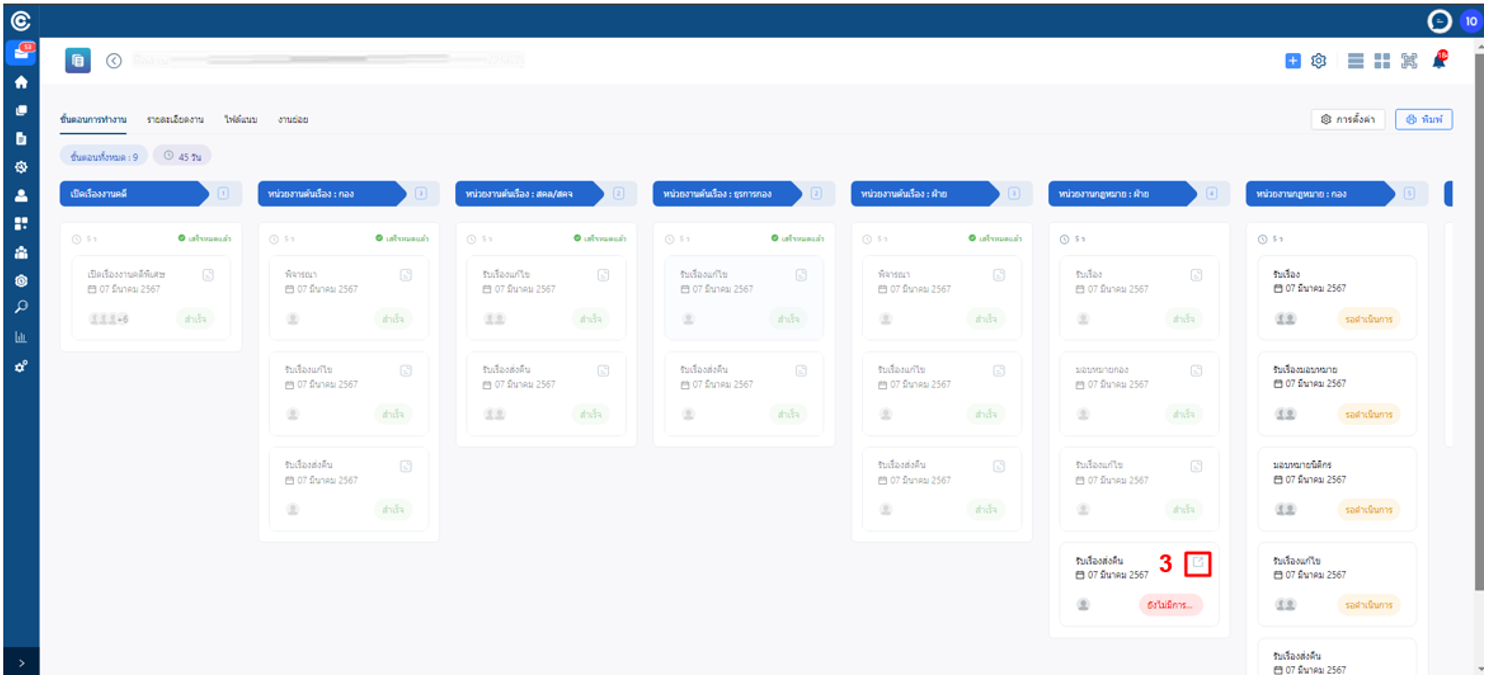 10
53
184
ขั้นตอนการทำงาน
รายละเอียดงาน
ไฟล์แนบ
งานย่อย
การตั้งค่า
พิมพ์
ขั้นตอนทั้งหมด : 9
45 วัน
เปิดเรื่องงานคดี
1
5 ว
เสร็จหมดแล้ว
เปิดเรื่องงานคดีพิเศษ
07 มีนาคม 2567
+6
สำเร็จ
หน่วยงานต้นเรื่อง : กอง
3
5 ว
เสร็จหมดแล้ว
พิจารณา
07 มีนาคม 2567
สำเร็จ
รับเรื่องแก้ไข
07 มีนาคม 2567
สำเร็จ
รับเรื่องส่งคืน
07 มีนาคม 2567
สำเร็จ
หน่วยงานต้นเรื่อง : สคล/สคจ
2
5 ว
เสร็จหมดแล้ว
รับเรื่องแก้ไข
07 มีนาคม 2567
สำเร็จ
รับเรื่องส่งคืน
07 มีนาคม 2567
สำเร็จ
หน่วยงานต้นเรื่อง : ธุรการกอง
2
5 ว
เสร็จหมดแล้ว
รับเรื่องแก้ไข
07 มีนาคม 2567
สำเร็จ
รับเรื่องส่งคืน
07 มีนาคม 2567
สำเร็จ
หน่วยงานต้นเรื่อง : ฝ่าย
3
5 ว
เสร็จหมดแล้ว
พิจารณา
07 มีนาคม 2567
สำเร็จ
รับเรื่องแก้ไข
07 มีนาคม 2567
สำเร็จ
รับเรื่องส่งคืน
07 มีนาคม 2567
สำเร็จ
หน่วยงานกฎหมาย : ฝ่าย
4
5 ว
รับเรื่อง
07 มีนาคม 2567
สำเร็จ
มอบหมายกอง
07 มีนาคม 2567
สำเร็จ
รับเรื่องแก้ไข
07 มีนาคม 2567
สำเร็จ
รับเรื่องส่งคืน
07 มีนาคม 2567
3
ยังไม่มีการ...
หน่วยงานกฎหมาย : กอง
5
5 ว
รับเรื่อง
07 มีนาคม 2567
รอดำเนินการ
รับเรื่องมอบหมาย
07 มีนาคม 2567
รอดำเนินการ
มอบหมายนิติกร
07 มีนาคม 2567
รอดำเนินการ
รับเรื่องแก้ไข
07 มีนาคม 2567
รอดำเนินการ
รับเรื่องส่งคืน
07 มีนาคม 2567